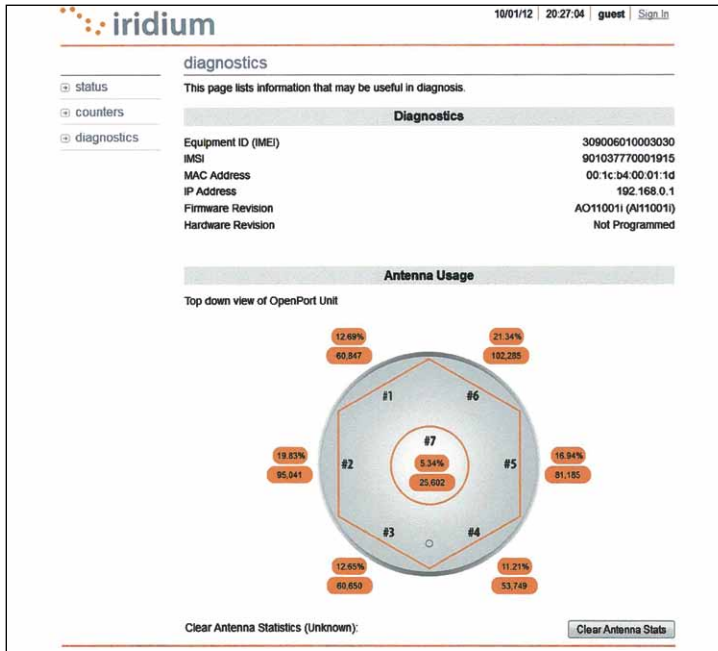 iridium
10/01/12 20:27:04 guest Sign In
diagnostics
status
counters
diagnostics
This page lists information that may be useful in diagnosis.
Diagnostics
Equipment ID (IMEI) 309006010003030
IMSI 901037770001915
MAC Address 00:1c:b4:00:01:1d
IP Address 192.168.0.1
Firmware Revision AO11001i (AI11001i)
Hardware Revision Not Programmed
Antenna Usage
Top down view of OpenPort Unit
12.69%
60,847
21.34%
102,285
#1
#6
19.83%
95,041
#2
#7
5.34%
25,602
#5
16.94%
81,185
#3
#4
12.65%
60,650
11.21%
53,749
Clear Antenna Statistics (Unknown): Clear Antenna Stats